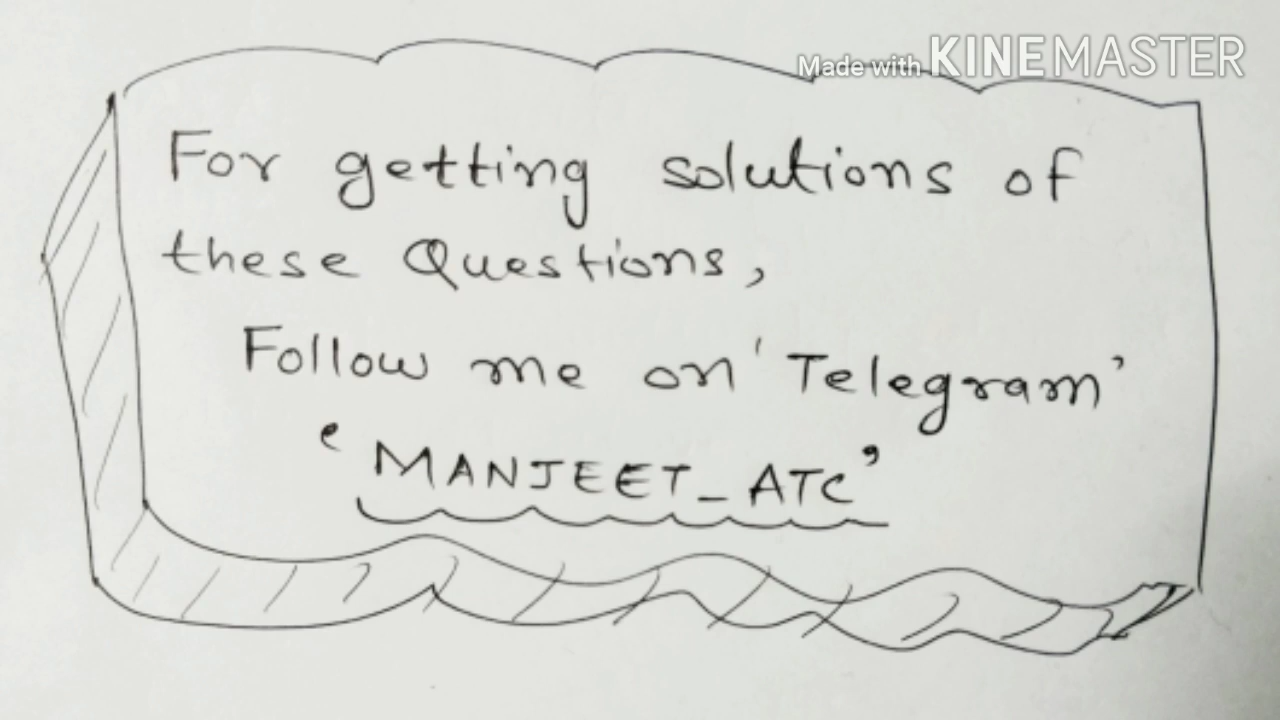 Made with KINEMASTER
For getting solutions of
these Questions,
Follow me on 'Telegram'
'MANJEET_ATC'